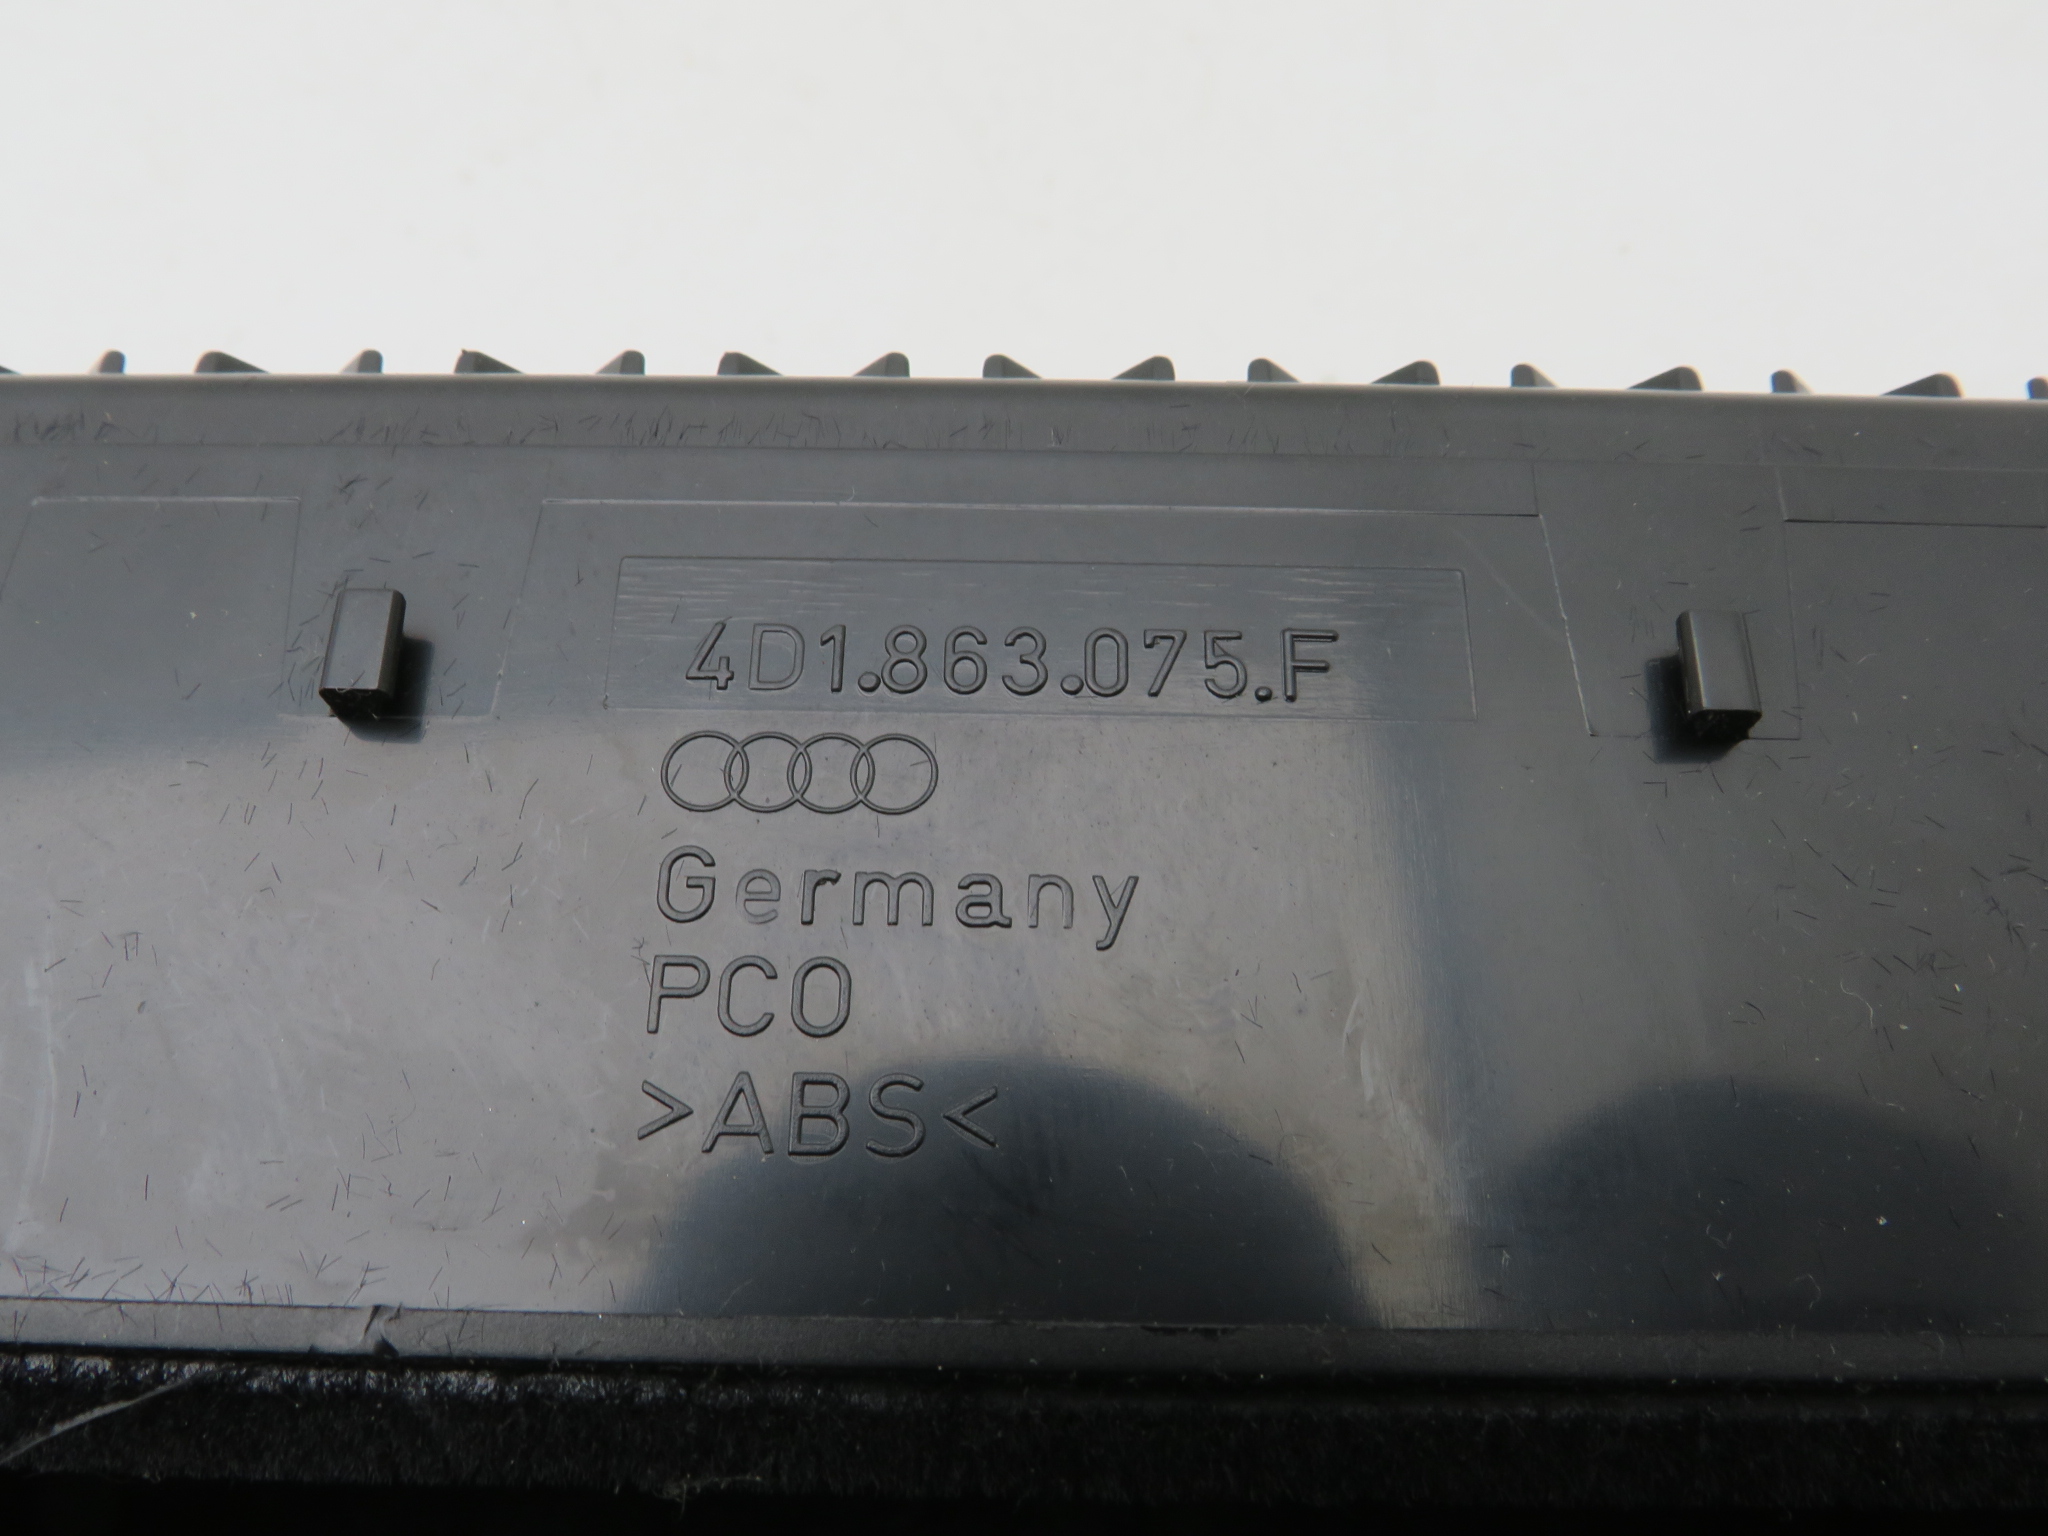 4D1.863.075.F
Germany
PCO
>ABS<